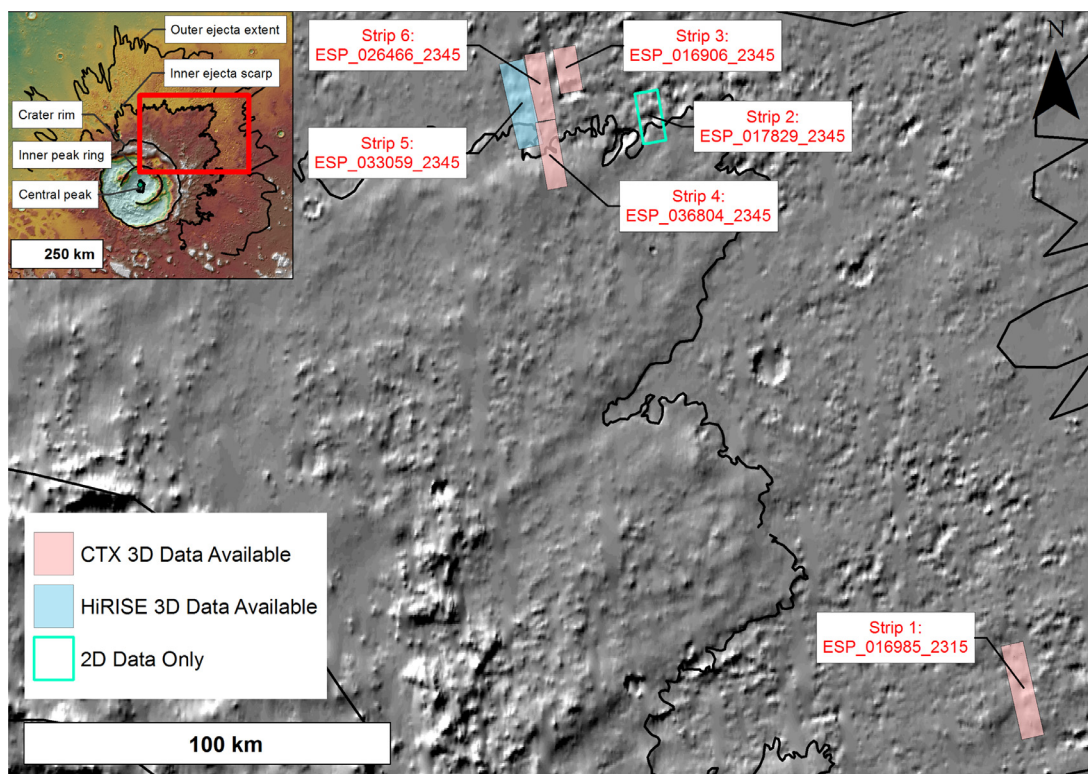 Outer ejecta extent
Inner ejecta scarp
Crater rim
Inner peak ring
Central peak
250 km
Strip 6:
ESP_026466_2345
Strip 3:
ESP_016906_2345
N
Strip 5:
ESP_033059_2345
Strip 2:
ESP_017829_2345
Strip 4:
ESP_036804_2345
CTX 3D Data Available
HiRISE 3D Data Available
2D Data Only
Strip 1:
ESP_016985_2315
100 km